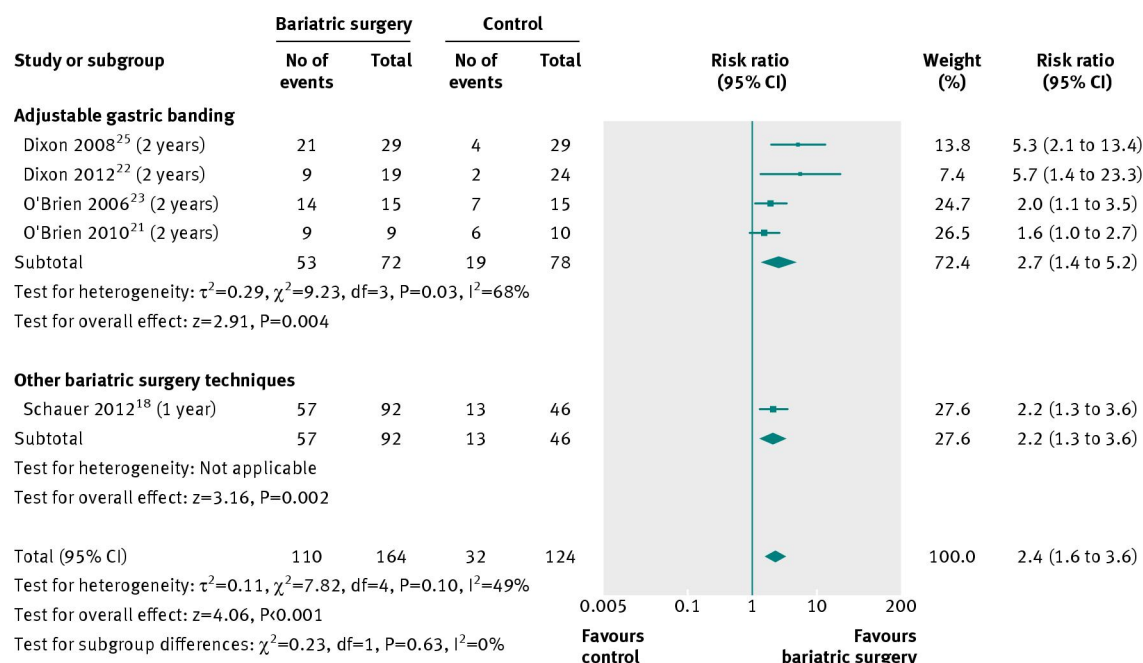 Bariatric surgery Control
Study or subgroup No of events Total No of events Total Risk ratio (95% CI) Weight (%) Risk ratio (95% CI)
Adjustable gastric banding
Dixon 2008²⁵ (2 years) 21 29 4 29 13.8 5.3 (2.1 to 13.4)
Dixon 2012²² (2 years) 9 19 2 24 7.4 5.7 (1.4 to 23.3)
O'Brien 2006²³ (2 years) 14 15 7 15 24.7 2.0 (1.1 to 3.5)
O'Brien 2010²¹ (2 years) 9 9 6 10 26.5 1.6 (1.0 to 2.7)
Subtotal 53 72 19 78 72.4 2.7 (1.4 to 5.2)
Test for heterogeneity: τ²=0.29, χ²=9.23, df=3, P=0.03, I²=68%
Test for overall effect: z=2.91, P=0.004
Other bariatric surgery techniques
Schauer 2012¹⁸ (1 year) 57 92 13 46 27.6 2.2 (1.3 to 3.6)
Subtotal 57 92 13 46 27.6 2.2 (1.3 to 3.6)
Test for heterogeneity: Not applicable
Test for overall effect: z=3.16, P=0.002
Total (95% CI) 110 164 32 124 100.0 2.4 (1.6 to 3.6)
Test for heterogeneity: τ²=0.11, χ²=7.82, df=4, P=0.10, I²=49%
Test for overall effect: z=4.06, P<0.001
Test for subgroup differences: χ²=0.23, df=1, P=0.63, I²=0%
0.005 0.1 1 10 200
Favours control Favours bariatric surgery